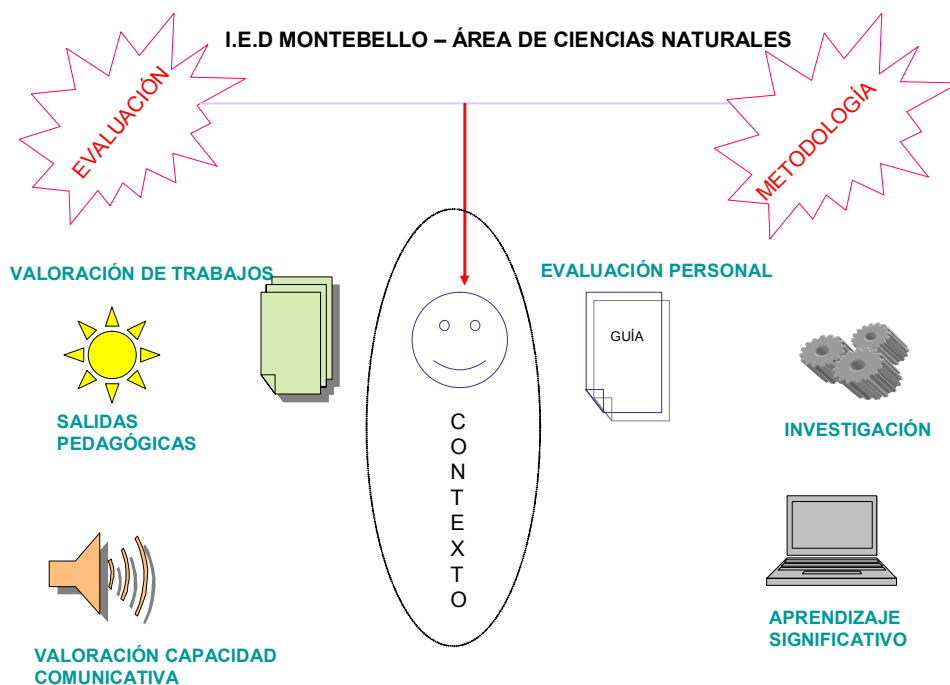 I.E.D MONTEBELLO – ÁREA DE CIENCIAS NATURALES
EVALUACIÓN
METODOLOGÍA
VALORACIÓN DE TRABAJOS
EVALUACIÓN PERSONAL
GUÍA
SALIDAS
PEDAGÓGICAS
INVESTIGACIÓN
CONTEXTO
VALORACIÓN CAPACIDAD
COMUNICATIVA
APRENDIZAJE
SIGNIFICATIVO